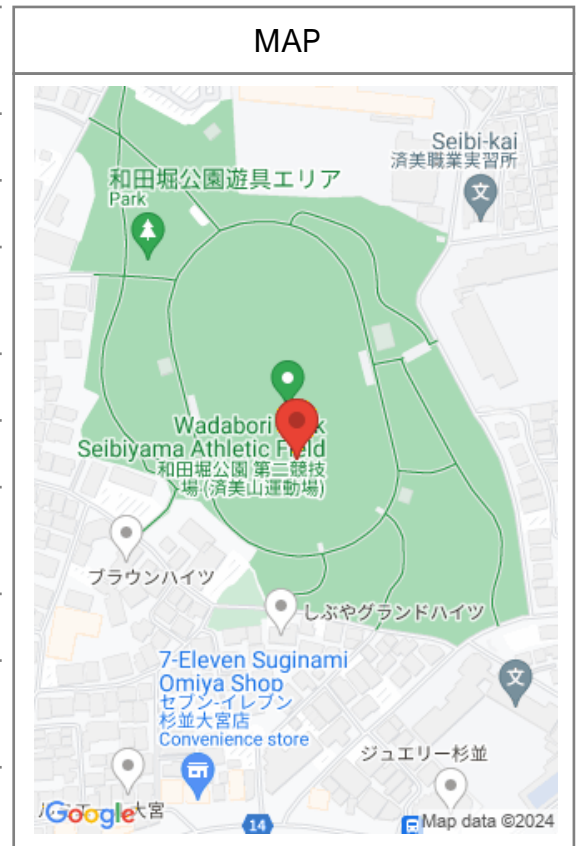 MAP
Seibi-kai
済美職業実習所
文
和田堀公園遊具エリア
Park
Wadabori
Seibiyama Athletic Field
和田堀公園 第二競技
場 (済美山運動場)
ブラウンハイツ
しぶやグランドハイツ
7-Eleven Suginami
Omiya Shop
セブン-イレブン
杉並大宮店
Convenience store
文
ジュエリー杉並
大宮
Google
14
Map data ©2024